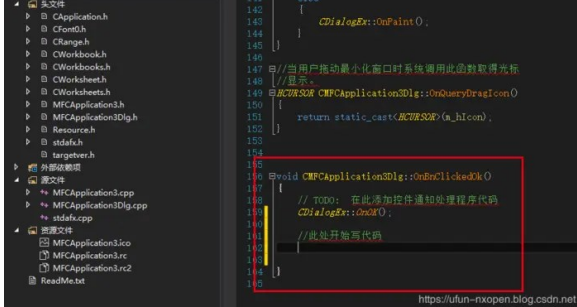 头文件
CApplication.h
CFont0.h
CRange.h
CWorkbook.h
CWorkbooks.h
CWorksheet.h
CWorksheets.h
MFCApplication3.h
MFCApplication3Dlg.h
Resource.h
stdafx.h
targetver.h
外部依赖项
源文件
MFCApplication3.cpp
MFCApplication3Dlg.cpp
stdafx.cpp
资源文件
MFCApplication3.ico
MFCApplication3.rc
MFCApplication3.rc2
ReadMe.txt
142 {
143 CDialogEx::OnPaint();
144 }
145 }
146
147 //当用户拖动最小化窗口时系统调用此函数取得光标
148 //显示。
149 HCURSOR CMFCApplication3Dlg::OnQueryDragIcon()
150 {
151 return static_cast<HCURSOR>(m_hIcon);
152 }
153
154
155
156 void CMFCApplication3Dlg::OnBnClickedOk()
157 {
158 // TODO: 在此添加控件通知处理程序代码
159 CDialogEx::OnOK();
160
161 //此处开始写代码
162
163
164 }
165
https://ufun-nxopen.blog.csdn.net